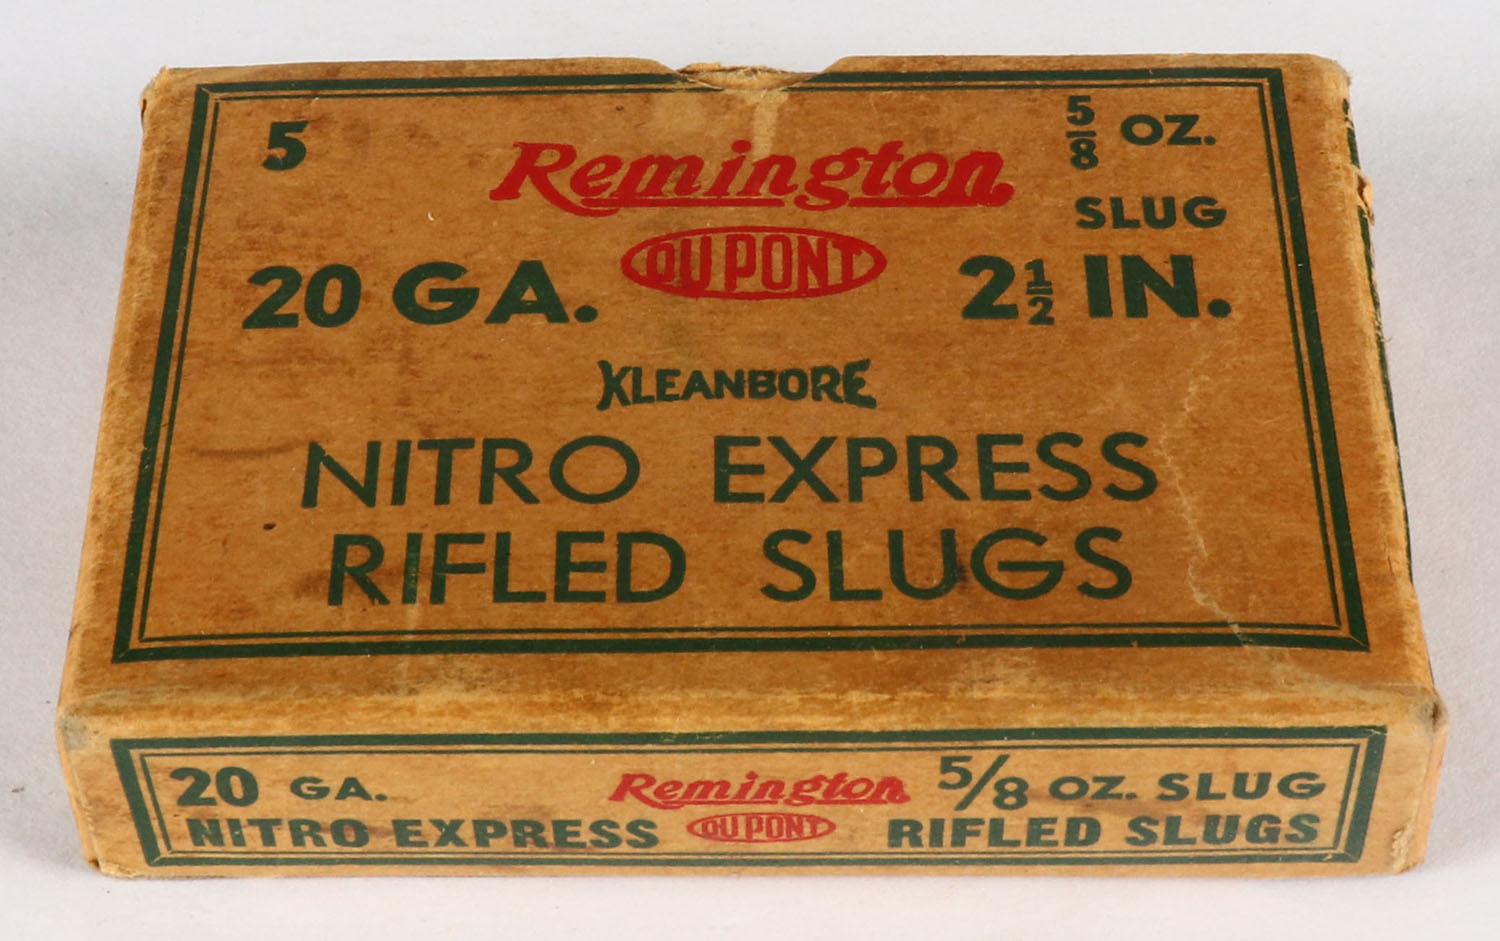 5 Remington 5/8 OZ.
SLUG
20 GA. DU PONT 2 1/2 IN.
KLEANBORE
NITRO EXPRESS
RIFLED SLUGS
20 GA. Remington 5/8 OZ. SLUG
NITRO EXPRESS DU PONT RIFLED SLUGS